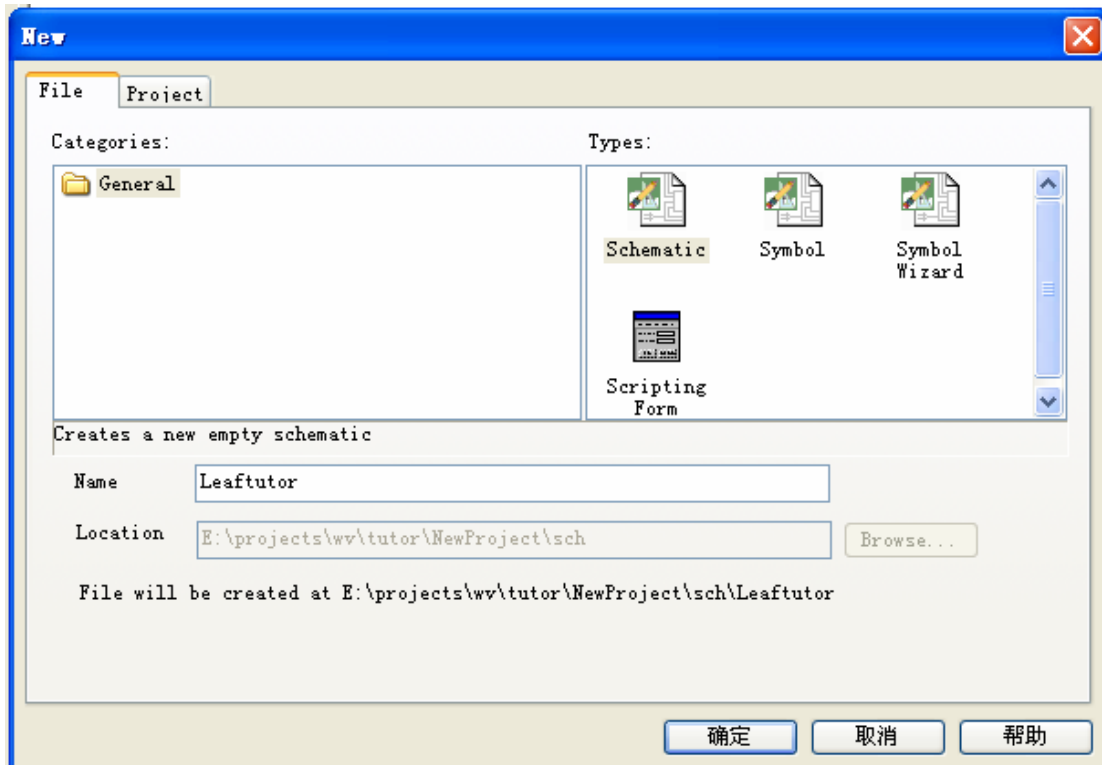 New
File
Project
Categories:
Types:
General
Schematic
Symbol
Symbol
Wizard
Scripting
Form
Creates a new empty schematic
Name
Leaftutor
Location
E:\projects\wv\tutor\NewProject\sch
Browse...
File will be created at E:\projects\wv\tutor\NewProject\sch\Leaftutor
确定
取消
帮助